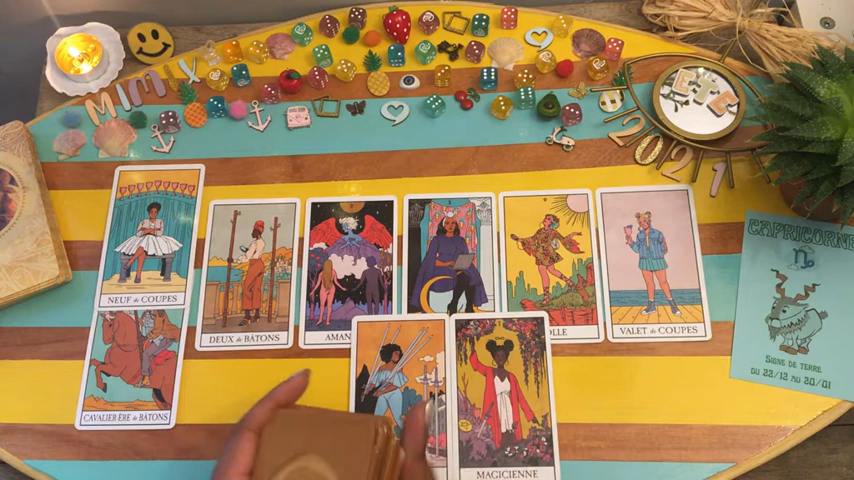 MIMIX
ETE
2021
NEUF de COUPES
DEUX de BÂTONS
AMAN
OLLE
VALET de COUPES
CAVALIER·ÈRE de BÂTONS
MAGICIENNE
CAPRICORNE
SIGNE DE TERRE
DU 22/12 AU 20/01